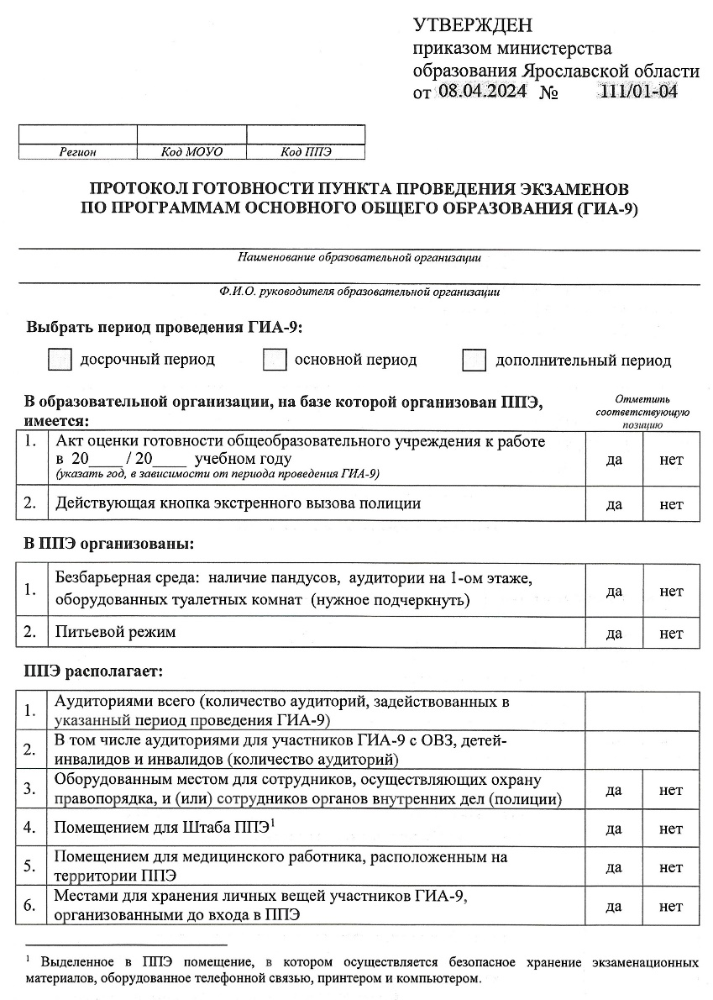 УТВЕРЖДЕН
приказом министерства
образования Ярославской области
от 08.04.2024 № 111/01-04
Регион Код МОУО Код ППЭ
ПРОТОКОЛ ГОТОВНОСТИ ПУНКТА ПРОВЕДЕНИЯ ЭКЗАМЕНОВ
ПО ПРОГРАММАМ ОСНОВНОГО ОБЩЕГО ОБРАЗОВАНИЯ (ГИА-9)
Наименование образовательной организации
Ф.И.О. руководителя образовательной организации
Выбрать период проведения ГИА-9:
досрочный период основной период дополнительный период
В образовательной организации, на базе которой организован ППЭ,
имеется:
Отметить
соответствующую
позицию
1. Акт оценки готовности общеобразовательного учреждения к работе
в 20____ / 20____ учебном году да нет
(указать год, в зависимости от периода проведения ГИА-9)
2. Действующая кнопка экстренного вызова полиции да нет
В ППЭ организованы:
1. Безбарьерная среда: наличие пандусов, аудитории на 1-ом этаже,
оборудованных туалетных комнат (нужное подчеркнуть) да нет
2. Питьевой режим да нет
ППЭ располагает:
1. Аудиториями всего (количество аудиторий, задействованных в
указанный период проведения ГИА-9)
2. В том числе аудиториями для участников ГИА-9 с ОВЗ, детей-
инвалидов и инвалидов (количество аудиторий)
3. Оборудованным местом для сотрудников, осуществляющих охрану
правопорядка, и (или) сотрудников органов внутренних дел (полиции) да нет
4. Помещением для Штаба ППЭ¹ да нет
5. Помещением для медицинского работника, расположенным на
территории ППЭ да нет
6. Местами для хранения личных вещей участников ГИА-9,
организованными до входа в ППЭ да нет
¹ Выделенное в ППЭ помещение, в котором осуществляется безопасное хранение экзаменационных
материалов, оборудованное телефонной связью, принтером и компьютером.